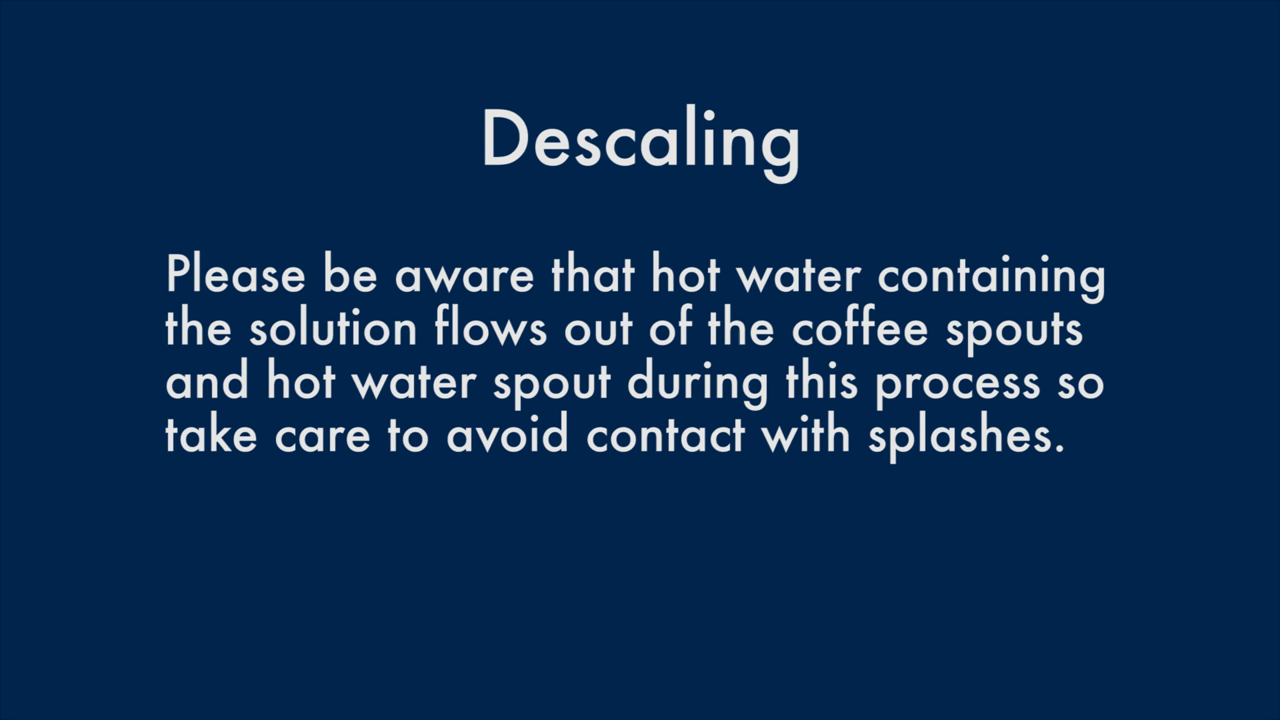 Descaling
Please be aware that hot water containing
the solution flows out of the coffee spouts
and hot water spout during this process so
take care to avoid contact with splashes.